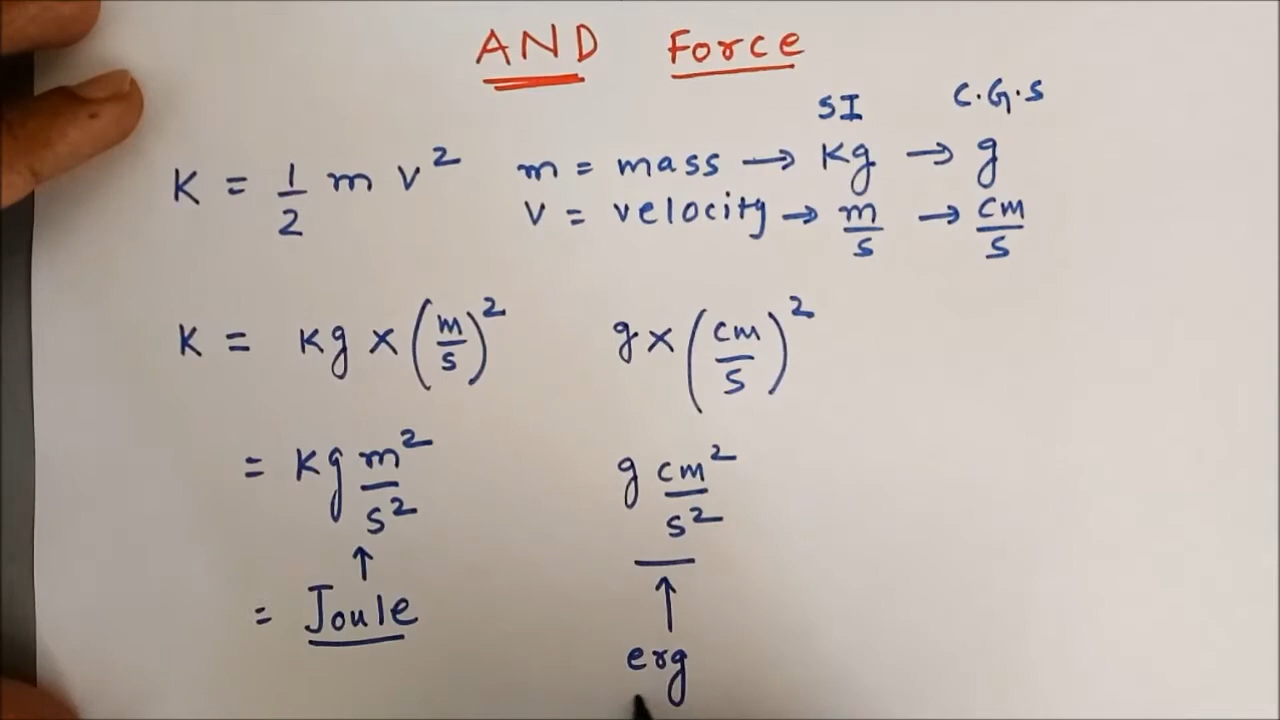 AND Force
SI C.G.S
K = 1/2 m v² m = mass → kg → g
v = velocity → m/s → cm/s
K = kg × (m/s)² g × (cm/s)²
= kg m²/s² g cm²/s²
↑ ↑
= Joule erg